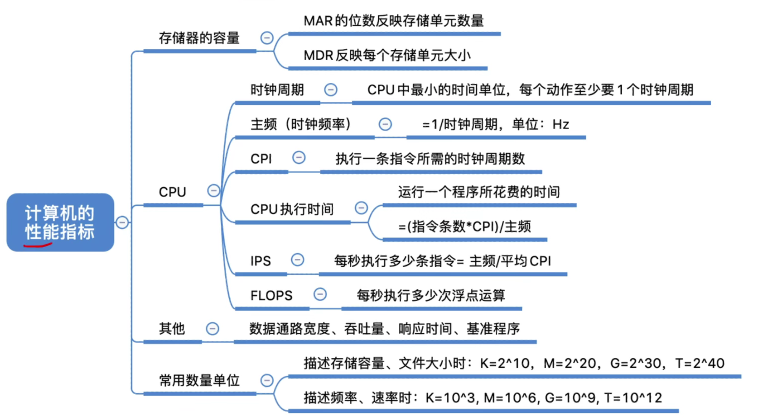 计算机的
性能指标
存储器的容量
MAR的位数反映存储单元数量
MDR反映每个存储单元大小
CPU
时钟周期
CPU中最小的时间单位，每个动作至少要1个时钟周期
主频（时钟频率）
=1/时钟周期，单位：Hz
CPI
执行一条指令所需的时钟周期数
CPU执行时间
运行一个程序所花费的时间
=(指令条数*CPI)/主频
IPS
每秒执行多少条指令= 主频/平均CPI
FLOPS
每秒执行多少次浮点运算
其他
数据通路宽度、吞吐量、响应时间、基准程序
常用数量单位
描述存储容量、文件大小时：K=2^10，M=2^20，G=2^30，T=2^40
描述频率、速率时：K=10^3, M=10^6, G=10^9, T=10^12